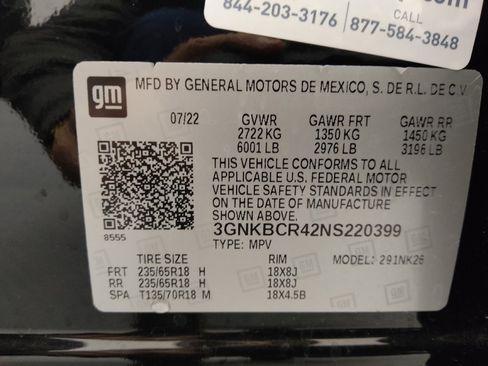 .com
844-203-3176
CALL
877-584-3848
gm
MFD BY GENERAL MOTORS DE MEXICO, S. DE R.L. DE C.V
07/22 GVWR GAWR FRT GAWR RR
2722 KG 1350 KG 1450 KG
6001 LB 2976 LB 3196 LB
THIS VEHICLE CONFORMS TO ALL
APPLICABLE U.S. FEDERAL MOTOR
VEHICLE SAFETY STANDARDS IN EFFECT
ON THE DATE OF MANUFACTURE
SHOWN ABOVE.
8555
3GNKBCR42NS220399
TYPE: MPV MODEL: 291NK26
TIRE SIZE RIM
FRT 235/65R18 H 18X8J
RR 235/65R18 H 18X8J
SPA T135/70R18 M 18X4.5B